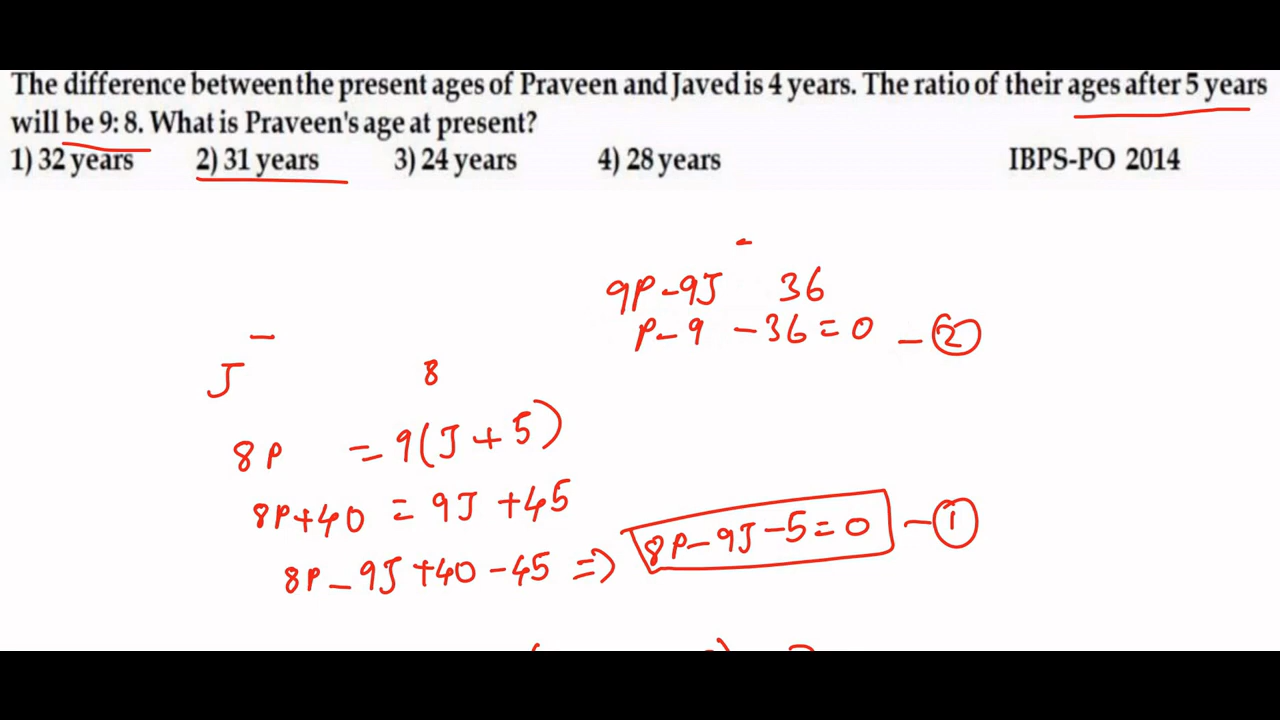 The difference between the present ages of Praveen and Javed is 4 years. The ratio of their ages after 5 years
will be 9: 8. What is Praveen's age at present?
1) 32 years 2) 31 years 3) 24 years 4) 28 years IBPS-PO 2014
9P-9J 36
P-9 -36=0 -②
J 8
8P =9(J+5)
8P+40 = 9J+45
8P-9J+40-45 => 8P-9J-5=0 -①